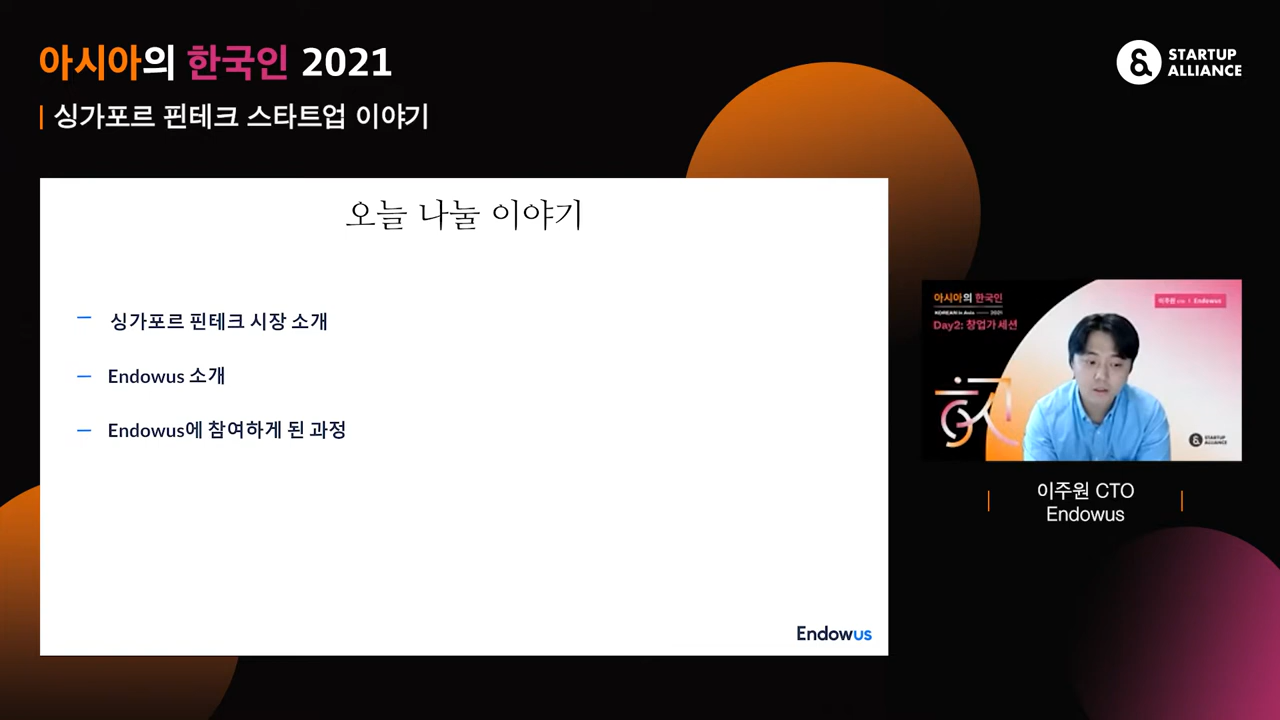 아시아의 한국인 2021
싱가포르 핀테크 스타트업 이야기
STARTUP
ALLIANCE
오늘 나눌 이야기
싱가포르 핀테크 시장 소개
Endowus 소개
Endowus에 참여하게 된 과정
Endowus
아시아의 한국인
KOREAN in Asia 2021
Day2: 창업가 세션
이주원 CTO I Endowus
STARTUP
ALLIANCE
이주원 CTO
Endowus